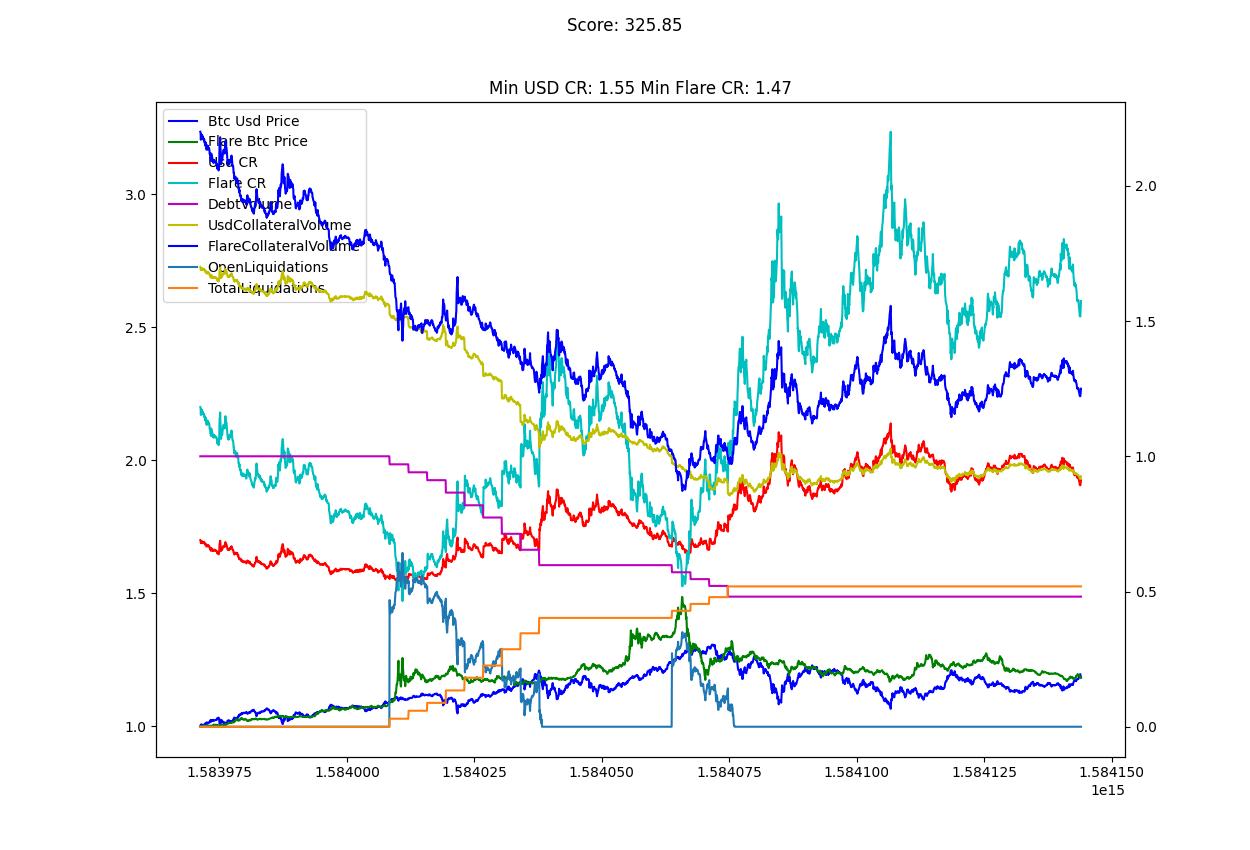 Score: 325.85
Min USD CR: 1.55 Min Flare CR: 1.47
Btc Usd Price
Flare Btc Price
Usd CR
Flare CR
DebtVolume
UsdCollateralVolume
FlareCollateralVolume
OpenLiquidations
TotalLiquidations
3.0
2.5
2.0
1.5
1.0
2.0
1.5
1.0
0.5
0.0
1.583975
1.584000
1.584025
1.584050
1.584075
1.584100
1.584125
1.584150
1e15